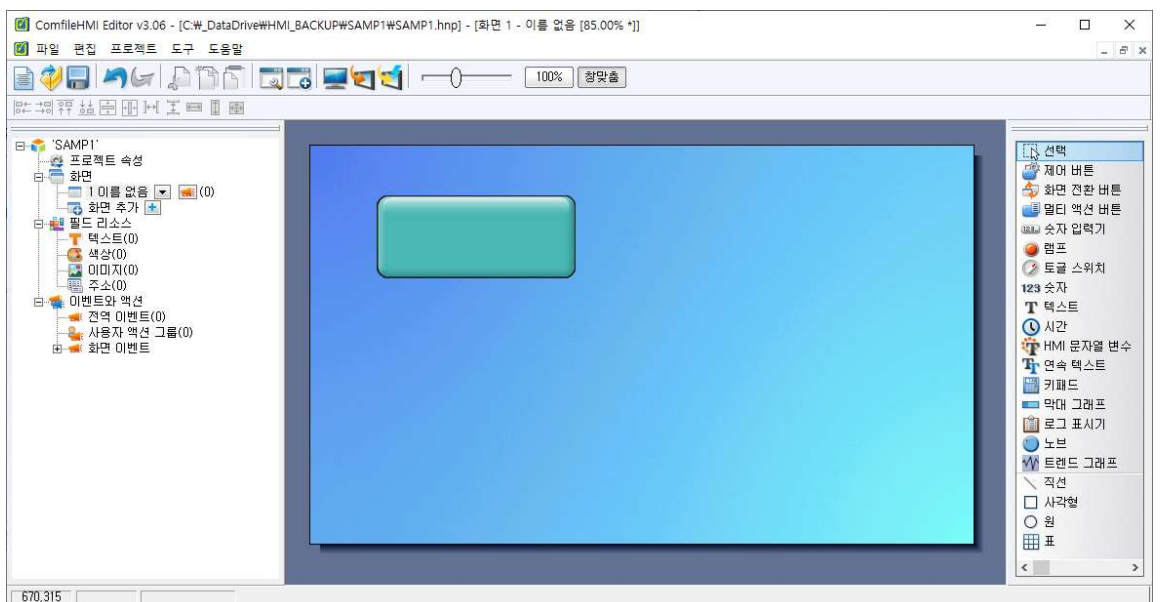 ComfileHMI Editor v3.06 - [C:₩_DataDrive₩HMI_BACKUP₩SAMP1₩SAMP1.hnp] - [화면 1 - 이름 없음 [85.00% *]]
파일 편집 프로젝트 도구 도움말
100% 창맞춤
'SAMP1'
프로젝트 속성
화면
1 이름 없음 (0)
화면 추가
필드 리소스
텍스트(0)
색상(0)
이미지(0)
주소(0)
이벤트와 액션
전역 이벤트(0)
사용자 액션 그룹(0)
화면 이벤트
선택
제어 버튼
화면 전환 버튼
멀티 액션 버튼
숫자 입력기
램프
토글 스위치
123 숫자
텍스트
시간
HMI 문자열 변수
연속 텍스트
키패드
막대 그래프
로그 표시기
노브
트렌드 그래프
직선
사각형
원
표
670,315